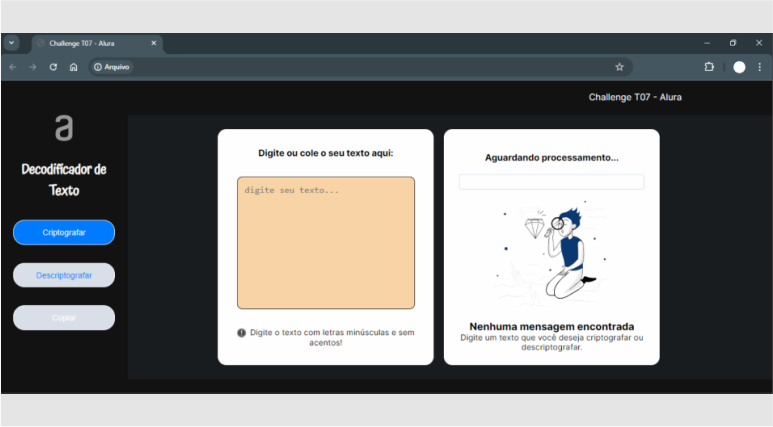 Challenge T07 - Alura
Arquivo
Challenge T07 - Alura
a
Decodificador de
Texto
Criptografar
Descriptografar
Copiar
Digite ou cole o seu texto aqui:
digite seu texto...
Digite o texto com letras minúsculas e sem
acentos!
Aguardando processamento...
Nenhuma mensagem encontrada
Digite um texto que você deseja criptografar ou
descriptografar.